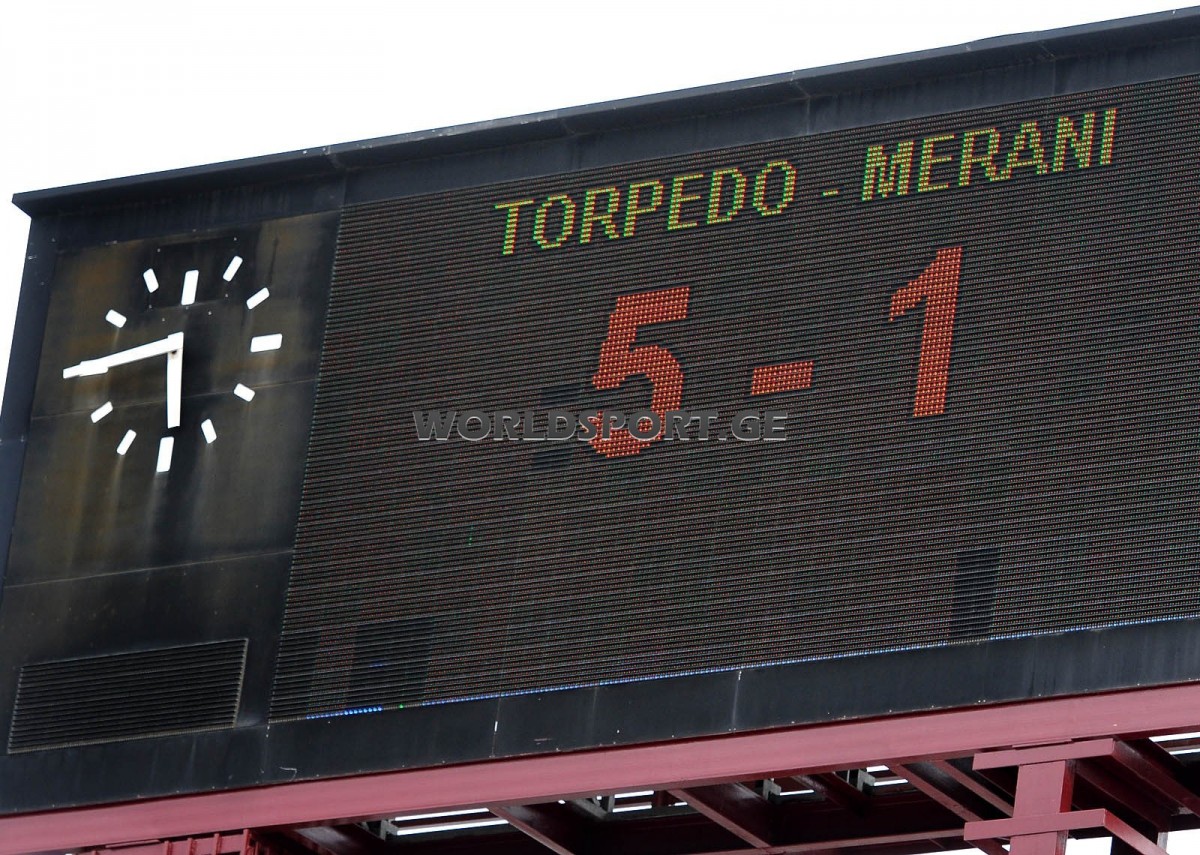 TORPEDO - MERANI
5 - 1
WORLDSPORT.GE